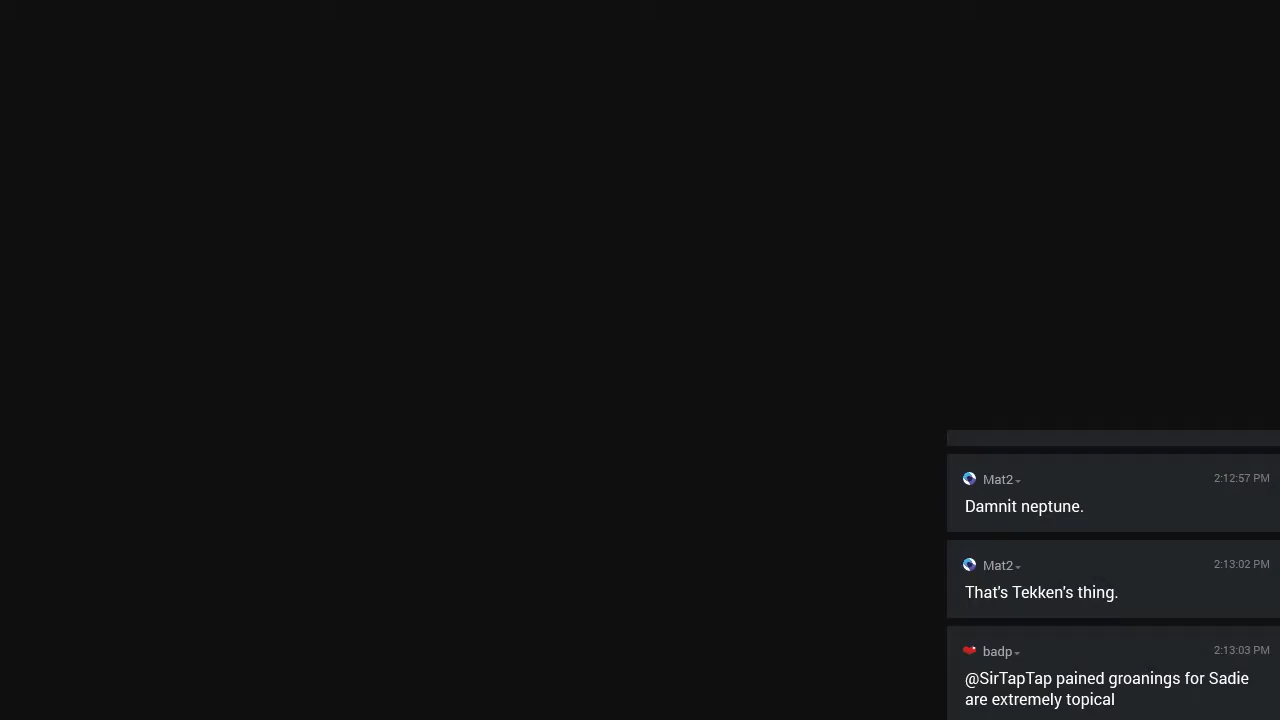 Mat2
2:12:57 PM
Damnit neptune.
Mat2
2:13:02 PM
That's Tekken's thing.
badp
2:13:03 PM
@SirTapTap pained groanings for Sadie
are extremely topical